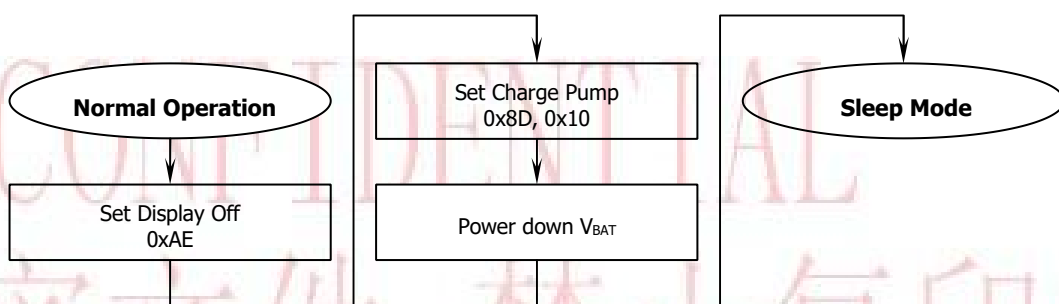 Normal Operation
Set Display Off
0xAE
Set Charge Pump
0x8D, 0x10
Power down VBAT
Sleep Mode
CONFIDENTIAL